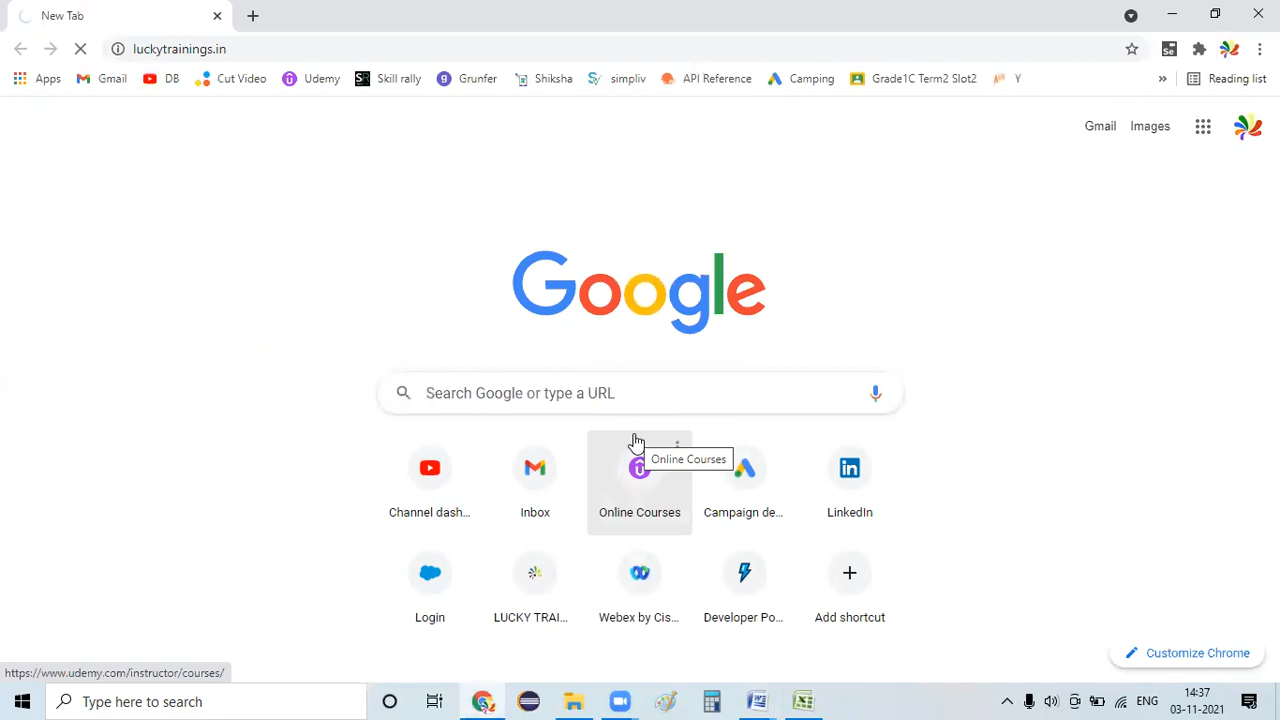 New Tab
luckytrainings.in
Apps Gmail DB Cut Video Udemy Skill rally Grunfer Shiksha simpliv API Reference Camping Grade1C Term2 Slot2 Y » Reading list
Gmail Images
Google
Search Google or type a URL
Online Courses
Channel dash... Inbox Online Courses Campaign de... LinkedIn
Login LUCKY TRAI... Webex by Cis... Developer Po... Add shortcut
Customize Chrome
https://www.udemy.com/instructor/courses/
Type here to search
ENG
14:37
03-11-2021